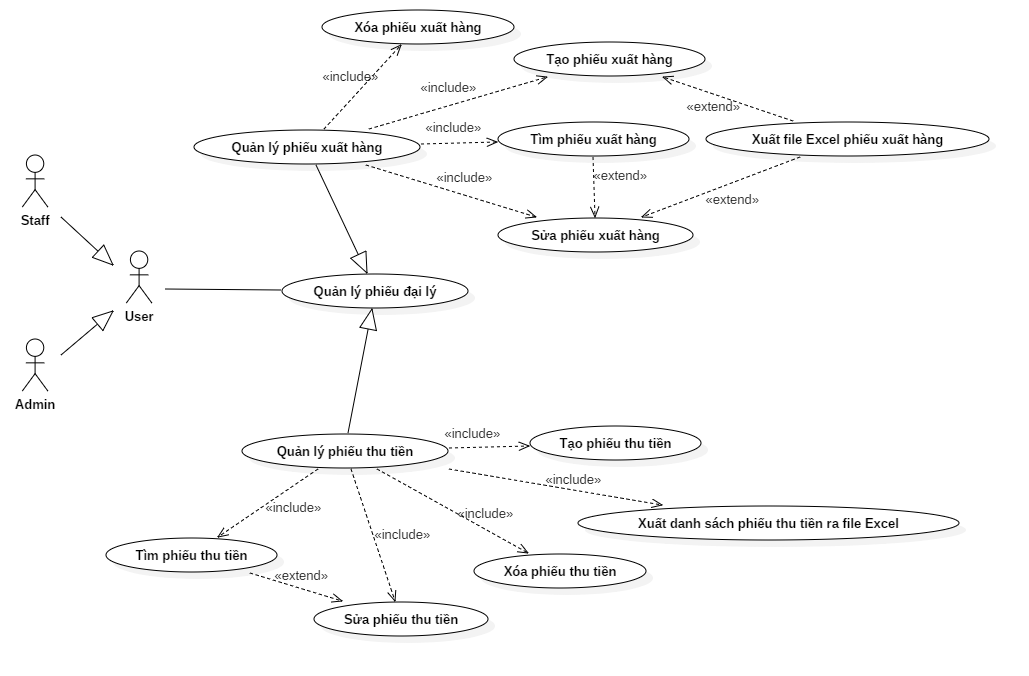 Xóa phiếu xuất hàng
Tạo phiếu xuất hàng
«include»
«include»
«extend»
«include»
Quản lý phiếu xuất hàng
Tìm phiếu xuất hàng
Xuất file Excel phiếu xuất hàng
«include»
«extend»
«extend»
Staff
Sửa phiếu xuất hàng
Quản lý phiếu đại lý
User
Admin
«include»
Tạo phiếu thu tiền
Quản lý phiếu thu tiền
«include»
«include»
«include»
Xuất danh sách phiếu thu tiền ra file Excel
«include»
Tìm phiếu thu tiền
«extend»
Xóa phiếu thu tiền
Sửa phiếu thu tiền